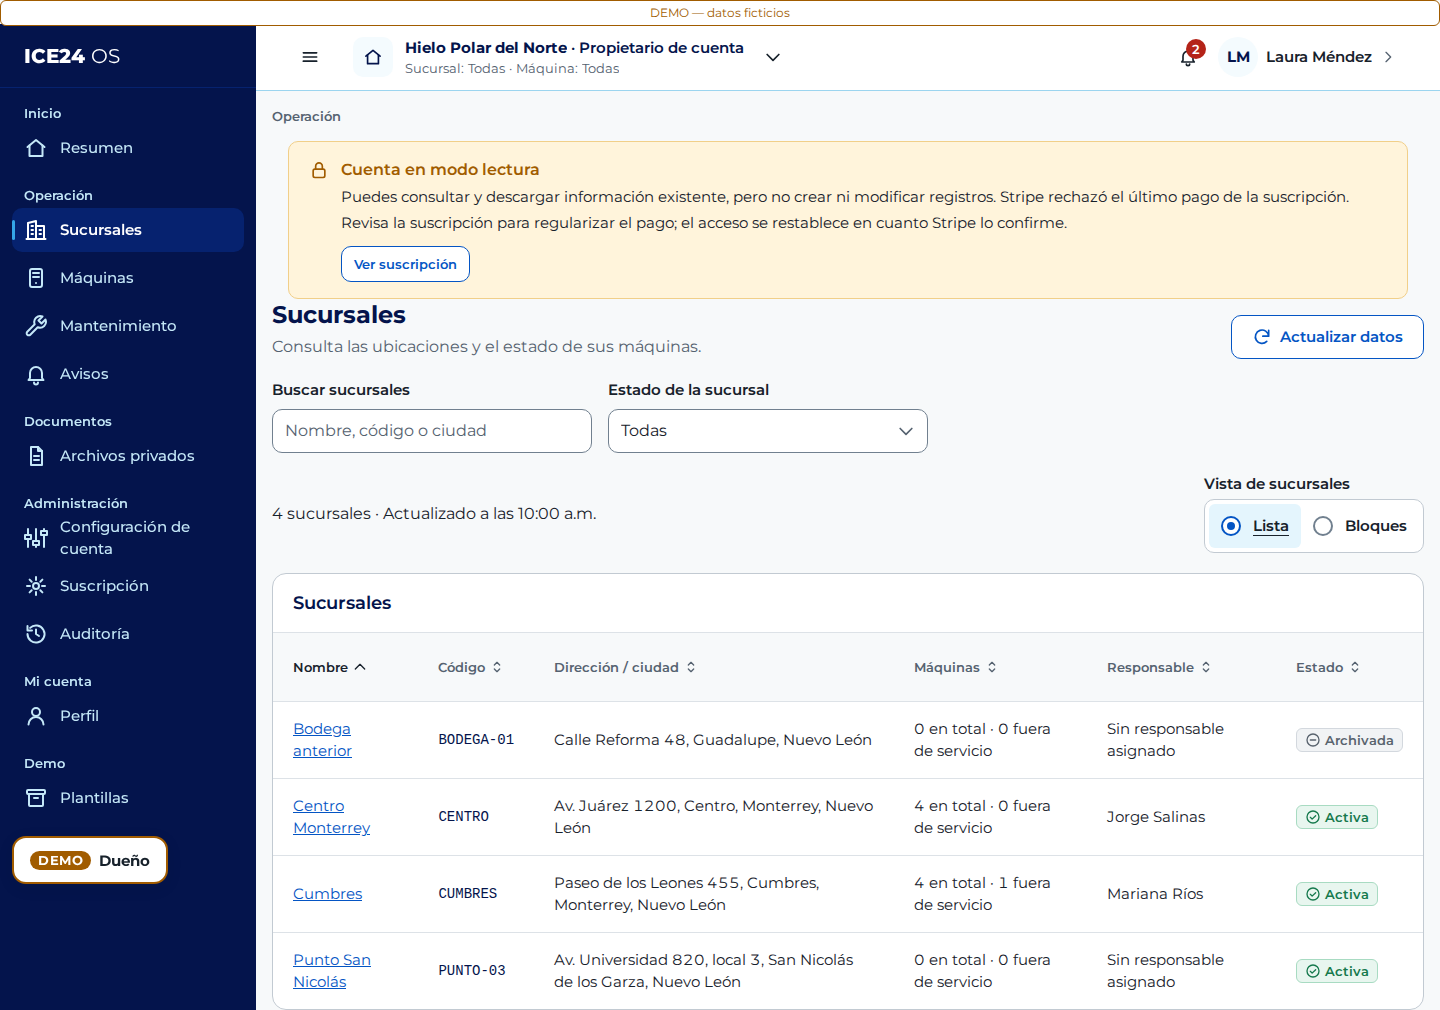 DEMO — datos ficticios
ICE24 OS
Hielo Polar del Norte · Propietario de cuenta
Sucursal: Todas · Máquina: Todas
2
LM
Laura Méndez
Inicio
Resumen
Operación
Sucursales
Máquinas
Mantenimiento
Avisos
Documentos
Archivos privados
Administración
Configuración de
cuenta
Suscripción
Auditoría
Mi cuenta
Perfil
Demo
Plantillas
DEMO Dueño
Operación
Cuenta en modo lectura
Puedes consultar y descargar información existente, pero no crear ni modificar registros. Stripe rechazó el último pago de la suscripción.
Revisa la suscripción para regularizar el pago; el acceso se restablece en cuanto Stripe lo confirme.
Ver suscripción
Sucursales
Consulta las ubicaciones y el estado de sus máquinas.
Actualizar datos
Buscar sucursales
Nombre, código o ciudad
Estado de la sucursal
Todas
4 sucursales · Actualizado a las 10:00 a.m.
Vista de sucursales
Lista
Bloques
Sucursales
Nombre Código Dirección / ciudad Máquinas Responsable Estado
Bodega
anterior
BODEGA-01
Calle Reforma 48, Guadalupe, Nuevo León
0 en total · 0 fuera
de servicio
Sin responsable
asignado
Archivada
Centro
Monterrey
CENTRO
Av. Juárez 1200, Centro, Monterrey, Nuevo
León
4 en total · 0 fuera
de servicio
Jorge Salinas
Activa
Cumbres
CUMBRES
Paseo de los Leones 455, Cumbres,
Monterrey, Nuevo León
4 en total · 1 fuera
de servicio
Mariana Ríos
Activa
Punto San
Nicolás
PUNTO-03
Av. Universidad 820, local 3, San Nicolás
de los Garza, Nuevo León
0 en total · 0 fuera
de servicio
Sin responsable
asignado
Activa